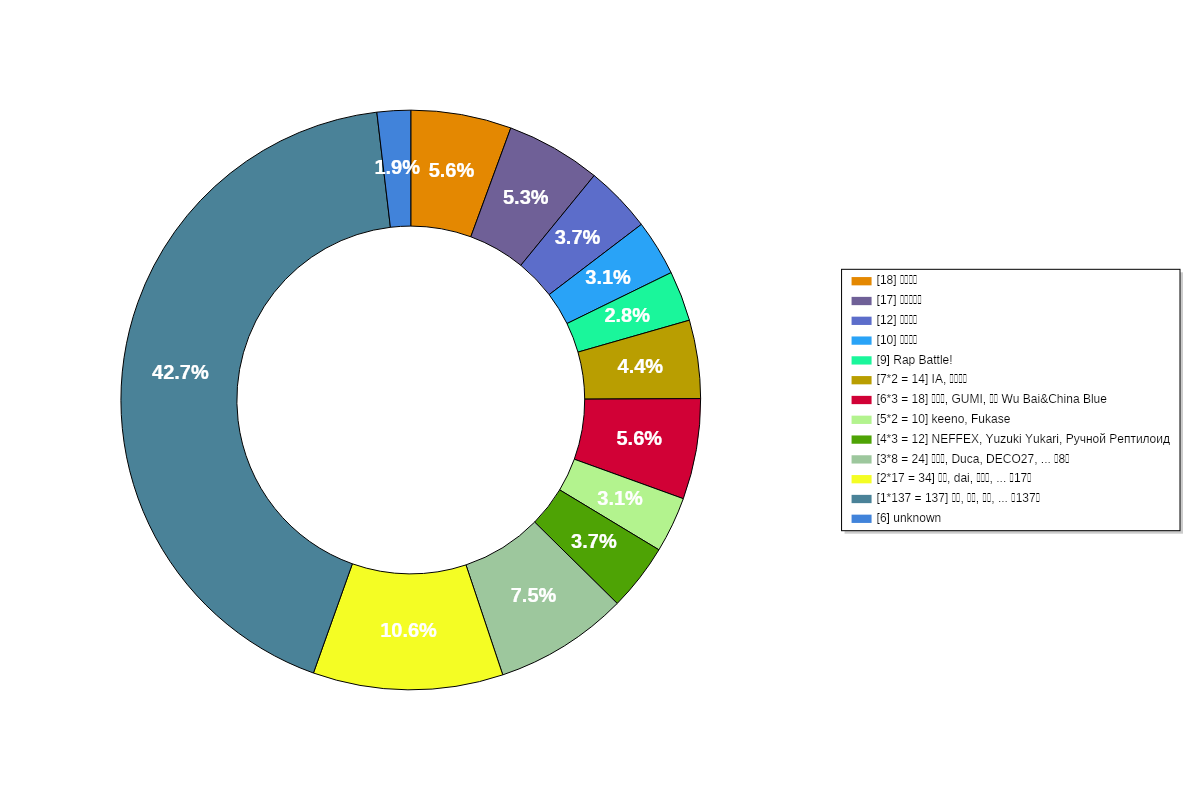 1.9%
5.6%
5.3%
3.7%
3.1%
2.8%
4.4%
5.6%
3.1%
3.7%
7.5%
10.6%
42.7%
[18]
[17]
[12]
[10]
[9] Rap Battle!
[7*2 = 14] IA,
[6*3 = 18] , GUMI, Wu Bai&China Blue
[5*2 = 10] keeno, Fukase
[4*3 = 12] NEFFEX, Yuzuki Yukari, Ручной Рептилоид
[3*8 = 24] , Duca, DECO27, ... 8
[2*17 = 34] , dai, , ... 17
[1*137 = 137] , , , ... 137
[6] unknown